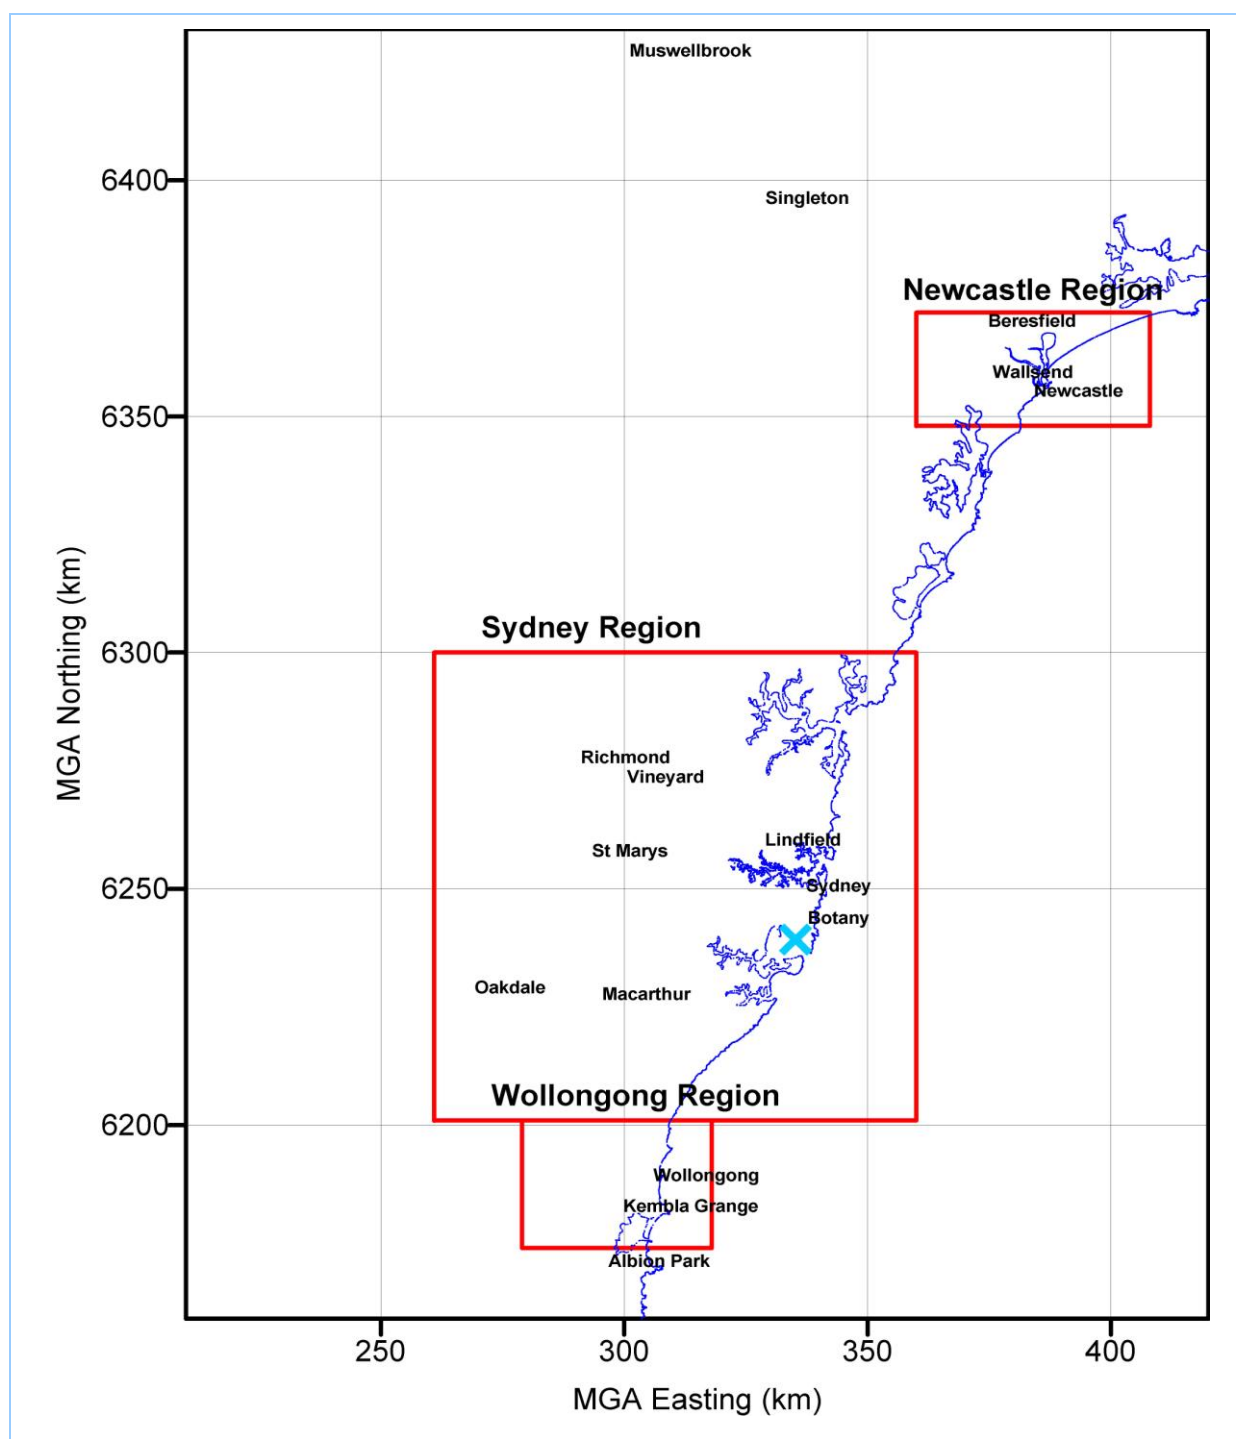 Muswellbrook
6400
Singleton
Newcastle Region
Beresfield
Wallsend
Newcastle
6350
Sydney Region
6300
Richmond
Vineyard
Lindfield
St Marys
6250
Sydney
Botany
Oakdale
Macarthur
Wollongong Region
6200
Wollongong
Kembla Grange
Albion Park
MGA Northing (km)
250 300 350 400
MGA Easting (km)